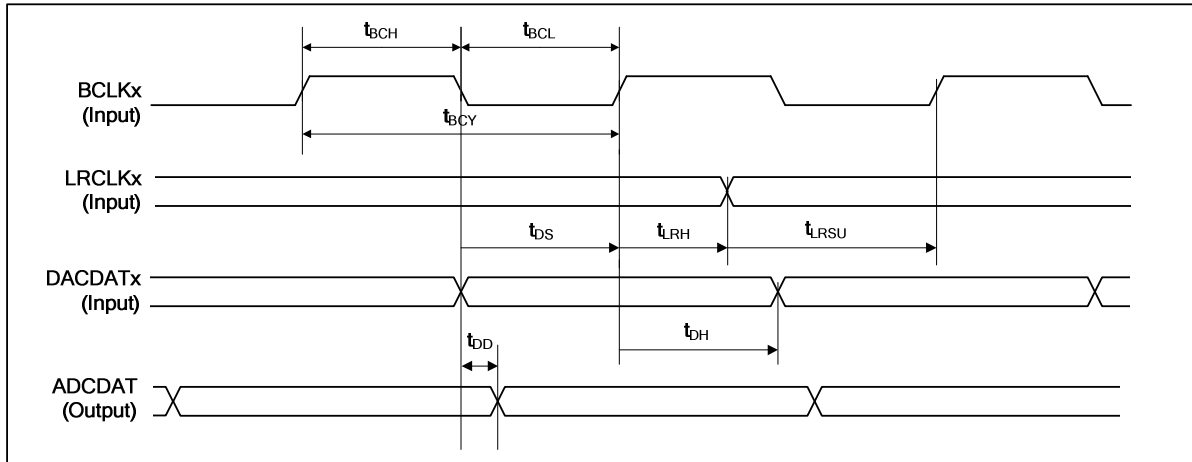 tBCH tBCL
BCLKx
(Input)
tBCY
LRCLKx
(Input)
tDS tLRH tLRSU
DACDATx
(Input)
tDD tDH
ADCDAT
(Output)